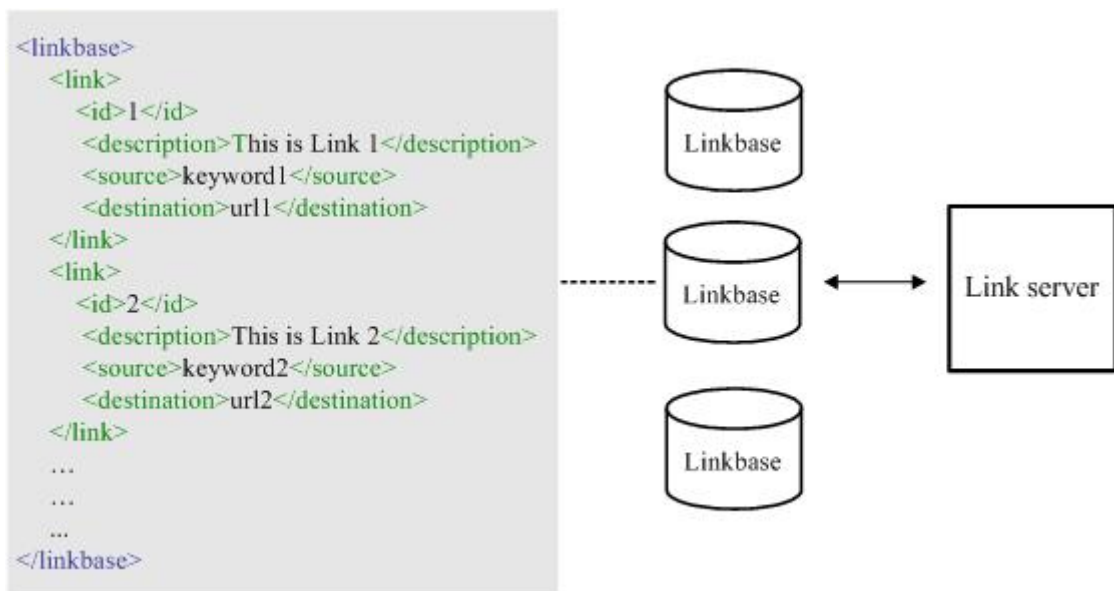 <linkbase>
<link>
<id>1</id>
<description>This is Link 1</description>
<source>keyword1</source>
<destination>url1</destination>
</link>
<link>
<id>2</id>
<description>This is Link 2</description>
<source>keyword2</source>
<destination>url2</destination>
</link>
…
…
...
</linkbase>
Linkbase
Linkbase
Linkbase
Link server